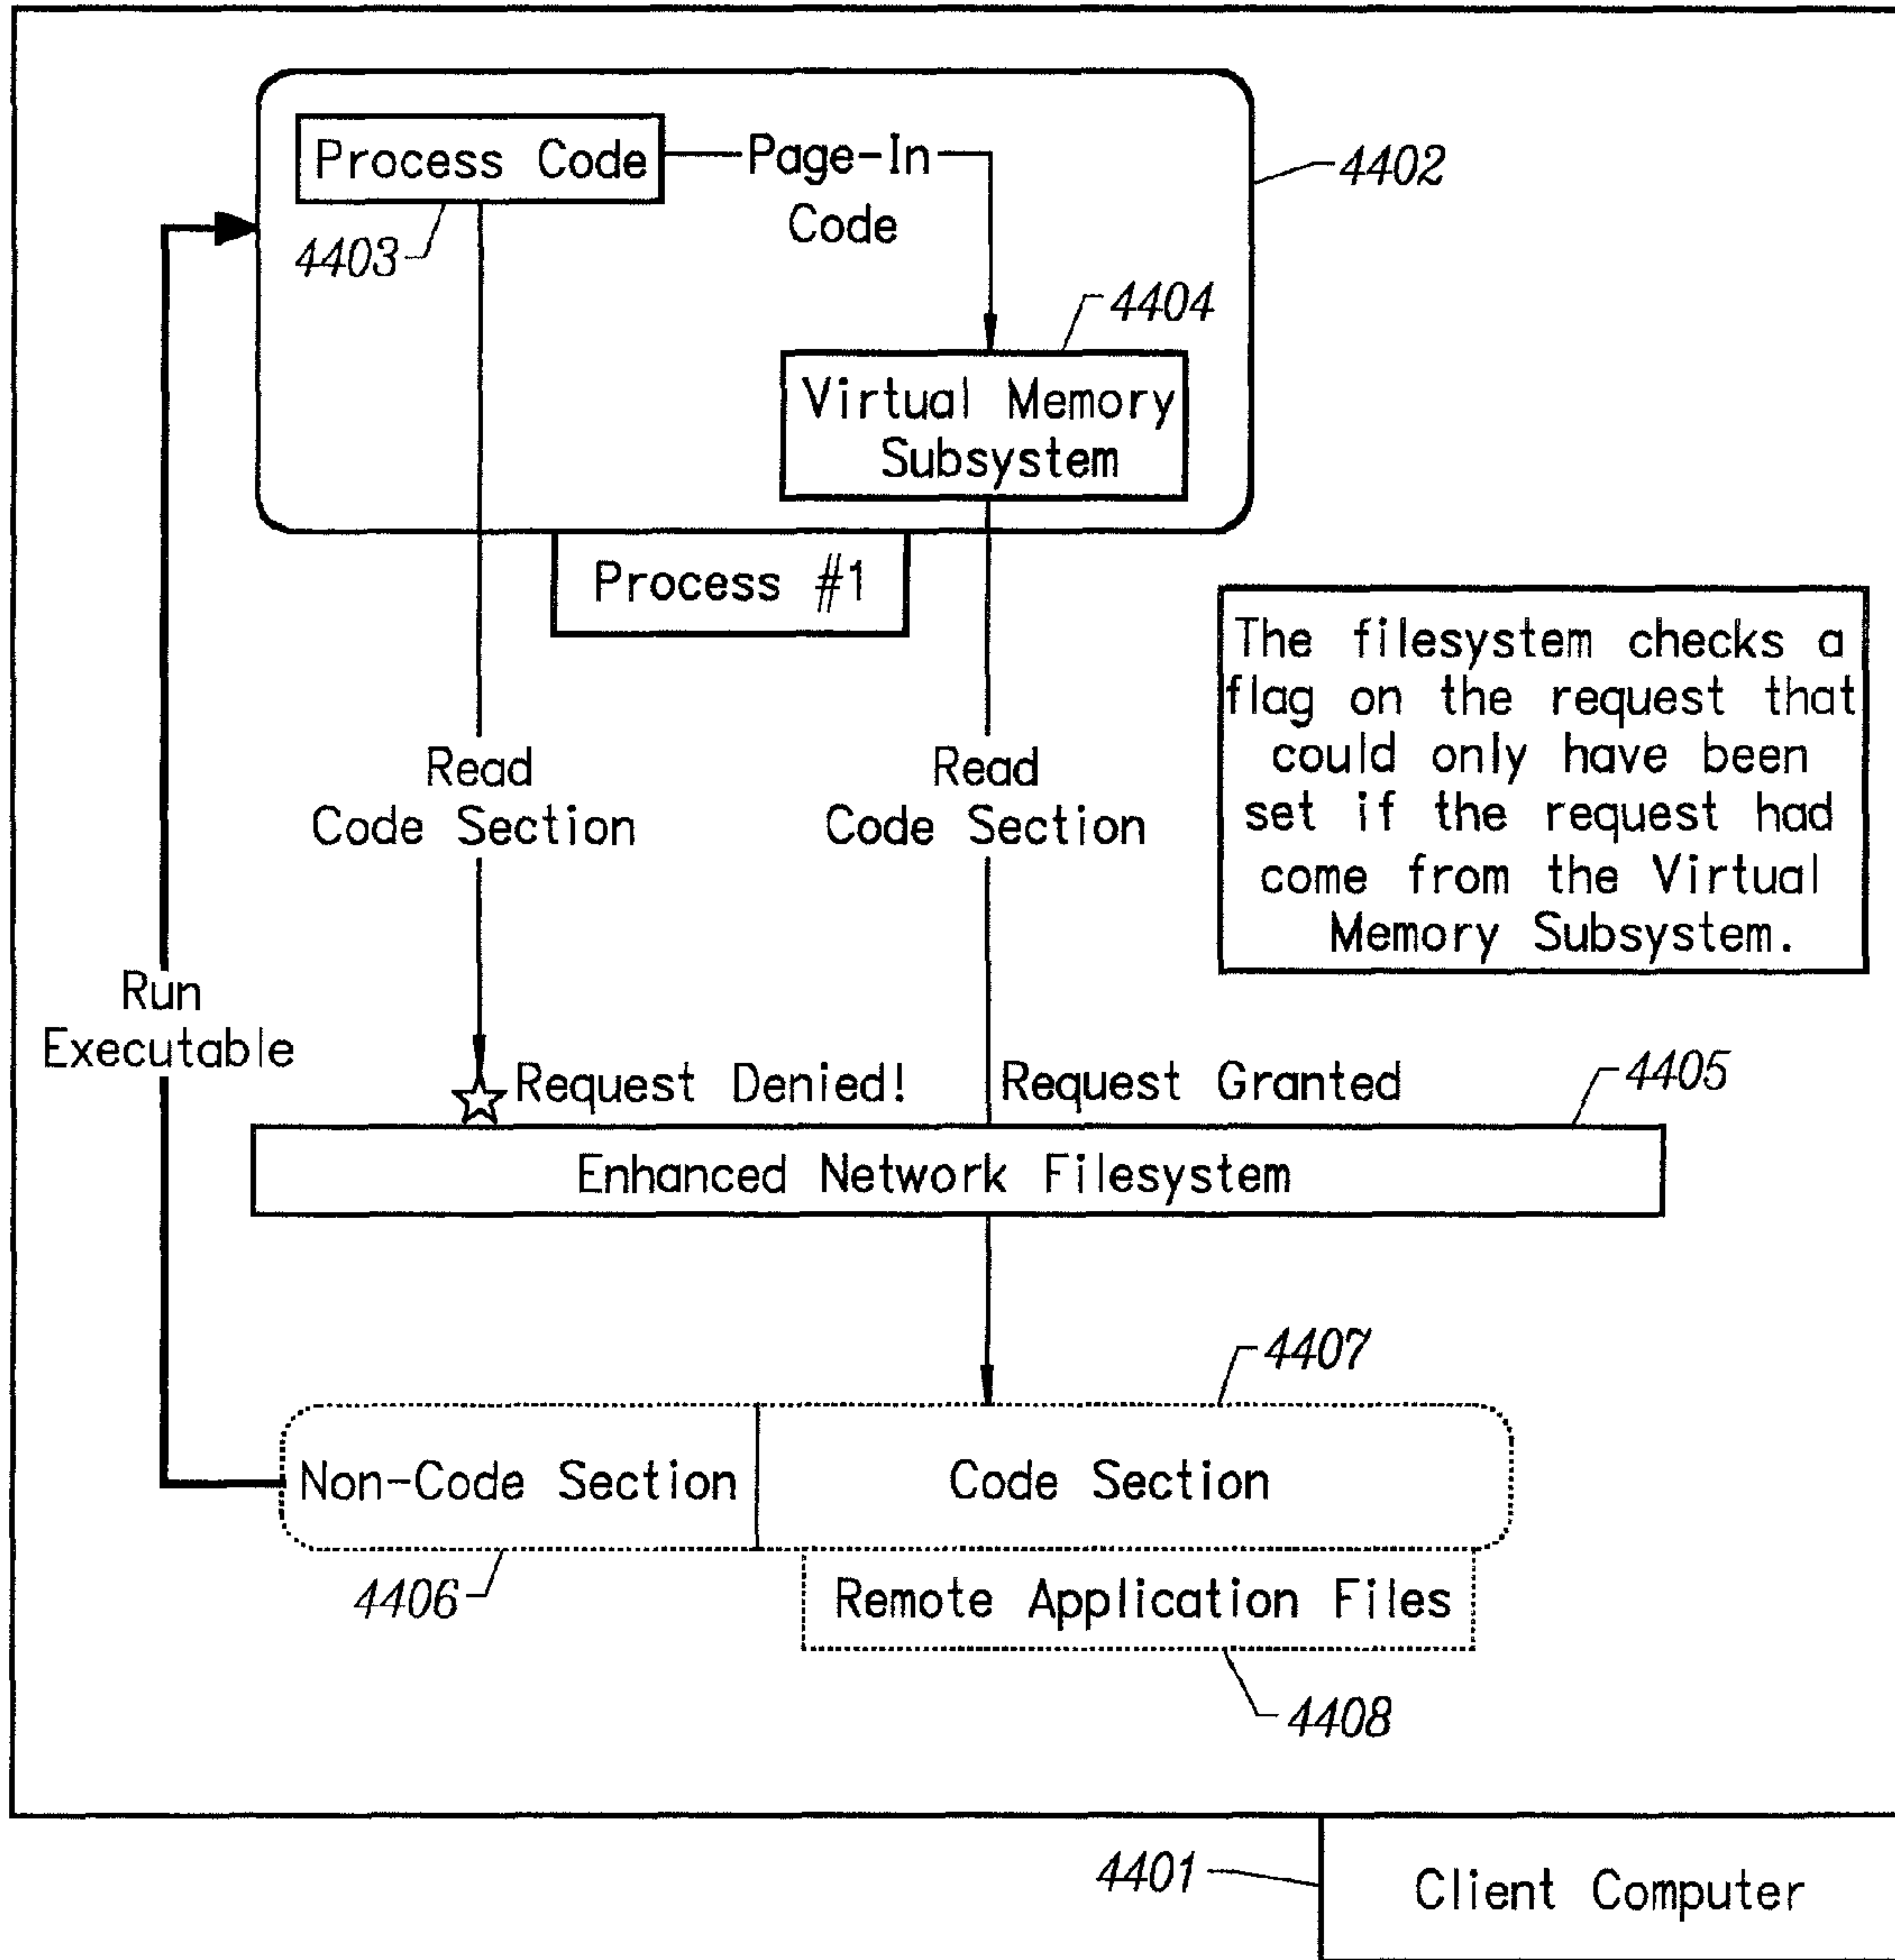 Process Code
Page-In
Code
4402
4403
4404
Virtual Memory
Subsystem
Process #1
The filesytem checks a
flag on the request that
could only have been
set if the request had
come from the Virtual
Memory Subsystem.
Read
Code Section
Read
Code Section
Run
Executable
Request Denied!
Request Granted
4405
Enhanced Network Filesystem
4407
Non-Code Section
Code Section
4406
Remote Application Files
4408
4401
Client Computer